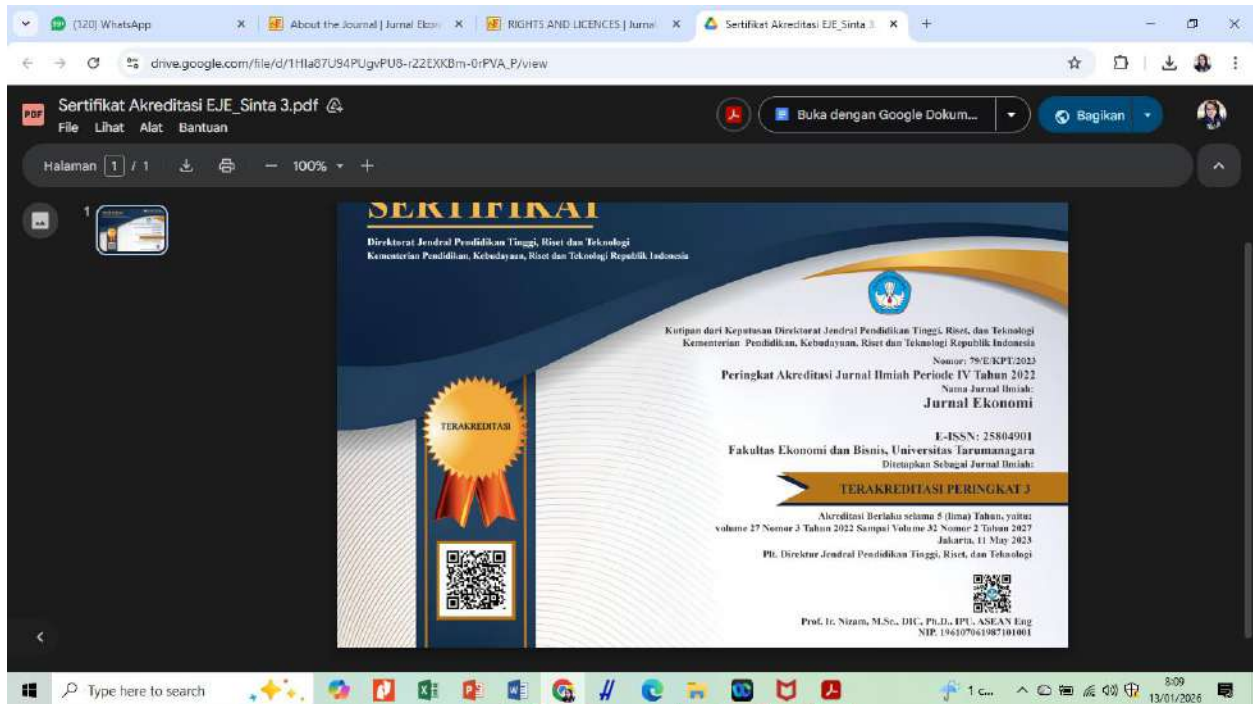 (320) WhatsApp
About the Journal | Jurnal Ekon
RIGHTS AND LICENCES | Jurnal
Sertifikat Akreditasi EJE_Sinta 3.
drive.google.com/file/d/1HIa87U94PUgvPU8-r22EXKBm-0rPVA_P/view
PDF
Sertifikat Akreditasi EJE_Sinta 3.pdf
File Lihat Alat Bantuan
Buka dengan Google Dokum...
Bagikan
Halaman 1 / 1
100%
1
SERTIFIKAT
Direktorat Jendral Pendidikan Tinggi, Riset dan Teknologi
Kementerian Pendidikan, Kebudayaan, Riset dan Teknologi Republik Indonesia
Kutipan dari Keputusan Direktorat Jendral Pendidikan Tinggi, Riset, dan Teknologi
Kementerian Pendidikan, Kebudayaan, Riset dan Teknologi Republik Indonesia
Nomor: 79/E/KPT/2023
Peringkat Akreditasi Jurnal Ilmiah Periode IV Tahun 2022
Nama Jurnal Ilmiah:
Jurnal Ekonomi
E-ISSN: 25804901
Fakultas Ekonomi dan Bisnis, Universitas Tarumanagara
Ditetapkan Sebagai Jurnal Ilmiah:
TERAKREDITASI PERINGKAT 3
TERAKREDITASI
Akreditasi Berlaku selama 5 (lima) Tahun, yaitu:
volume 27 Nomor 3 Tahun 2022 Sampai Volume 32 Nomor 2 Tahun 2027
Jakarta, 11 May 2023
Plt. Direktur Jendral Pendidikan Tinggi, Riset, dan Teknologi
Prof. Ir. Nizam, M.Sc., DIC, Ph.D., IPU, ASEAN Eng
NIP. 196107061987101001
Type here to search
1 c...
8:09
13/01/2026